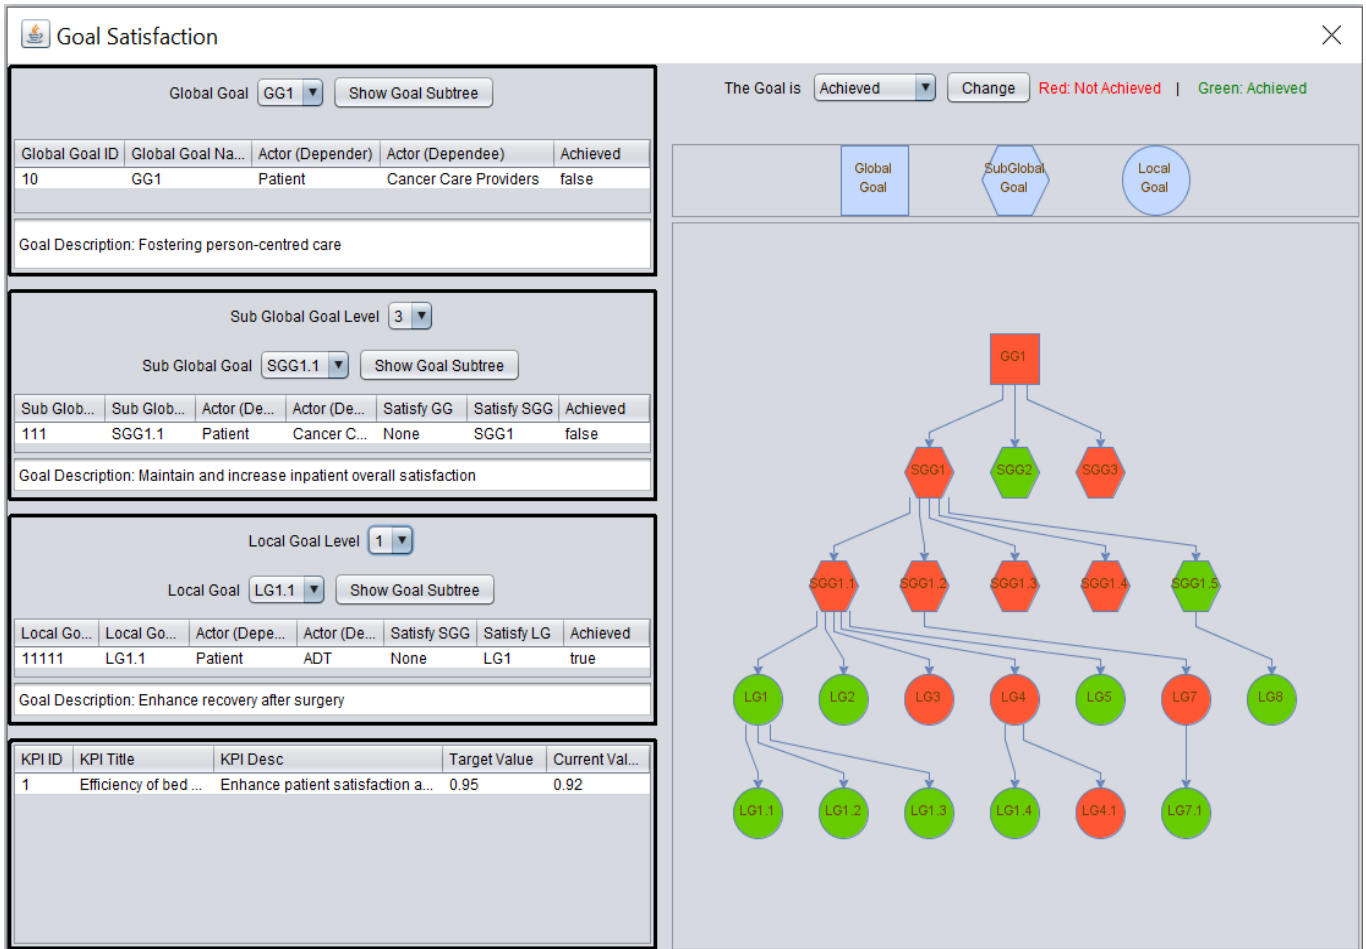 Goal Satisfaction
Global Goal GG1 Show Goal Subtree
Global Goal ID Global Goal Na... Actor (Depender) Actor (Dependee) Achieved
10 GG1 Patient Cancer Care Providers false
Goal Description: Fostering person-centred care
Sub Global Goal Level 3
Sub Global Goal SGG1.1 Show Goal Subtree
Sub Glob... Sub Glob... Actor (De... Actor (De... Satisfy GG Satisfy SGG Achieved
111 SGG1.1 Patient Cancer C... None SGG1 false
Goal Description: Maintain and increase inpatient overall satisfaction
Local Goal Level 1
Local Goal LG1.1 Show Goal Subtree
Local Go... Local Go... Actor (Depe... Actor (De... Satisfy SGG Satisfy LG Achieved
11111 LG1.1 Patient ADT None LG1 true
Goal Description: Enhance recovery after surgery
KPI ID KPI Title KPI Desc Target Value Current Val...
1 Efficiency of bed ... Enhance patient satisfaction a... 0.95 0.92
The Goal is Achieved Change Red: Not Achieved | Green: Achieved
Global
Goal
SubGlobal
Goal
Local
Goal
GG1
SGG1 SGG2 SGG3
SGG1.1 SGG1.2 SGG1.3 SGG1.4 SGG1.5
LG1 LG2 LG3 LG4 LG5 LG7 LG8
LG1.1 LG1.2 LG1.3 LG1.4 LG4.1 LG7.1